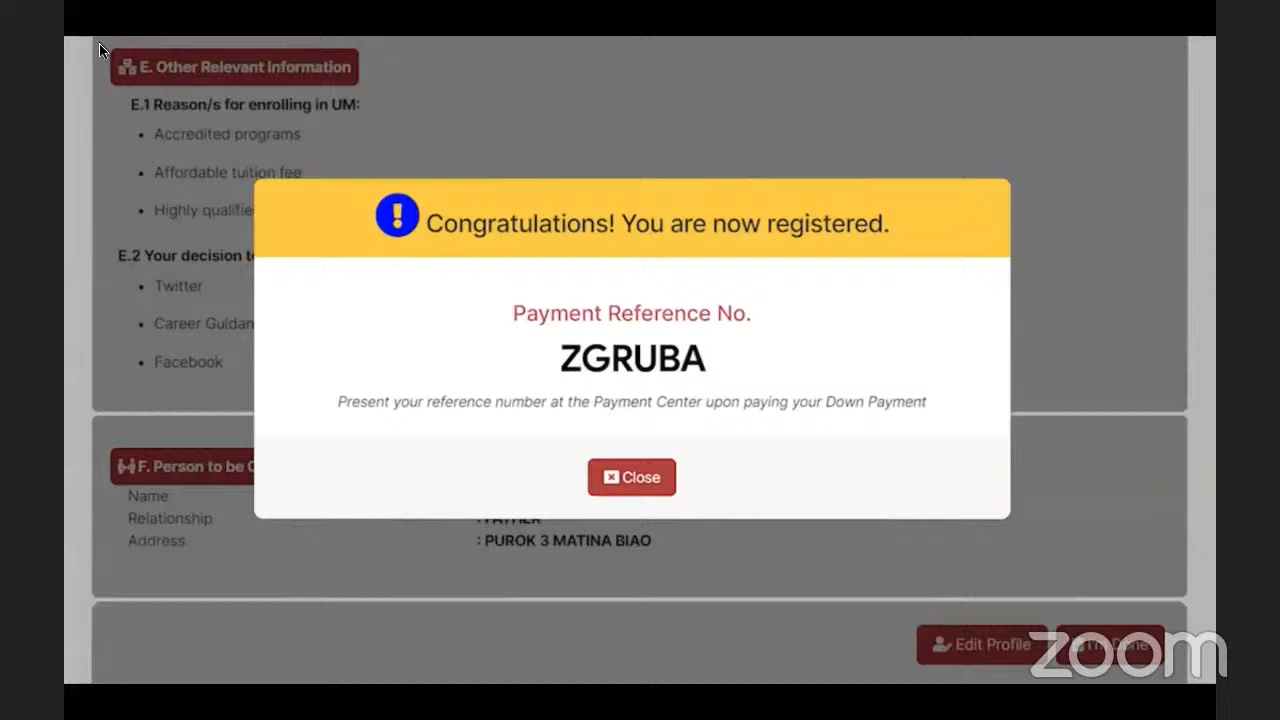 E. Other Relevant Information
E.1 Reason/s for enrolling in UM:
Accredited programs
Affordable tuition fee
Highly
E.2 Your decision
Twitter
Career
Facebook
Congratulations! You are now registered.
Payment Reference No.
ZGRUBA
Present your reference number at the Payment Center upon paying your Down Payment
Close
F. Person to be
Name
Relationship
: FATHER
Address
: PUROK 3 MATINA BIAO
Edit Profile
zoom